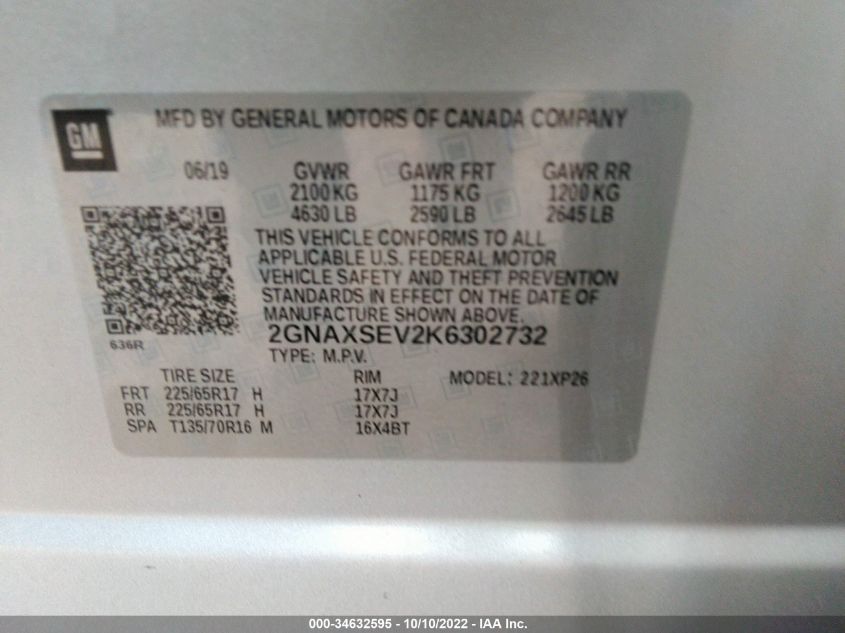 GM
MFD BY GENERAL MOTORS OF CANADA COMPANY
06/19 GVWR GAWR FRT GAWR RR
2100 KG 1175 KG 1200 KG
4630 LB 2590 LB 2645 LB
THIS VEHICLE CONFORMS TO ALL
APPLICABLE U.S. FEDERAL MOTOR
VEHICLE SAFETY AND THEFT PREVENTION
STANDARDS IN EFFECT ON THE DATE OF
MANUFACTURE SHOWN ABOVE.
636R
2GNAXSEV2K6302732
TYPE: M.P.V.
TIRE SIZE RIM MODEL: 221XP26
FRT 225/65R17 H 17X7J
RR 225/65R17 H 17X7J
SPA T135/70R16 M 16X4BT
000-34632595 - 10/10/2022 - IAA Inc.